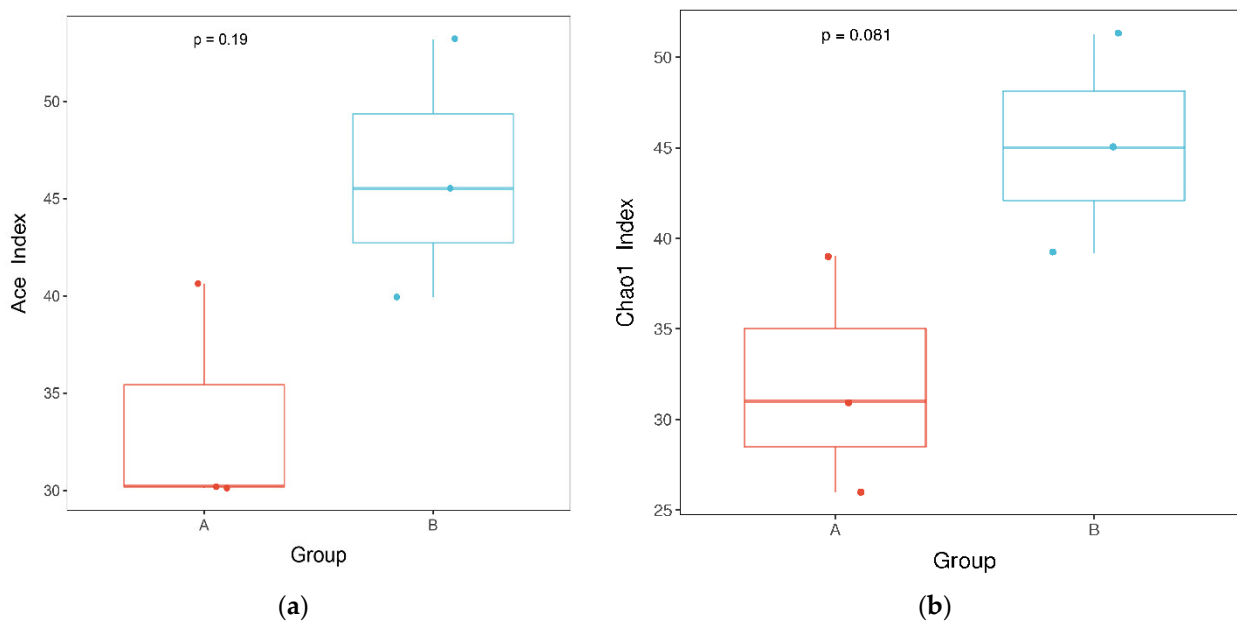 p = 0.19
50
45
40
35
30
Ace Index
A
B
Group
(a)
p = 0.081
50
45
40
35
30
25
Chao1 Index
A
B
Group
(b)